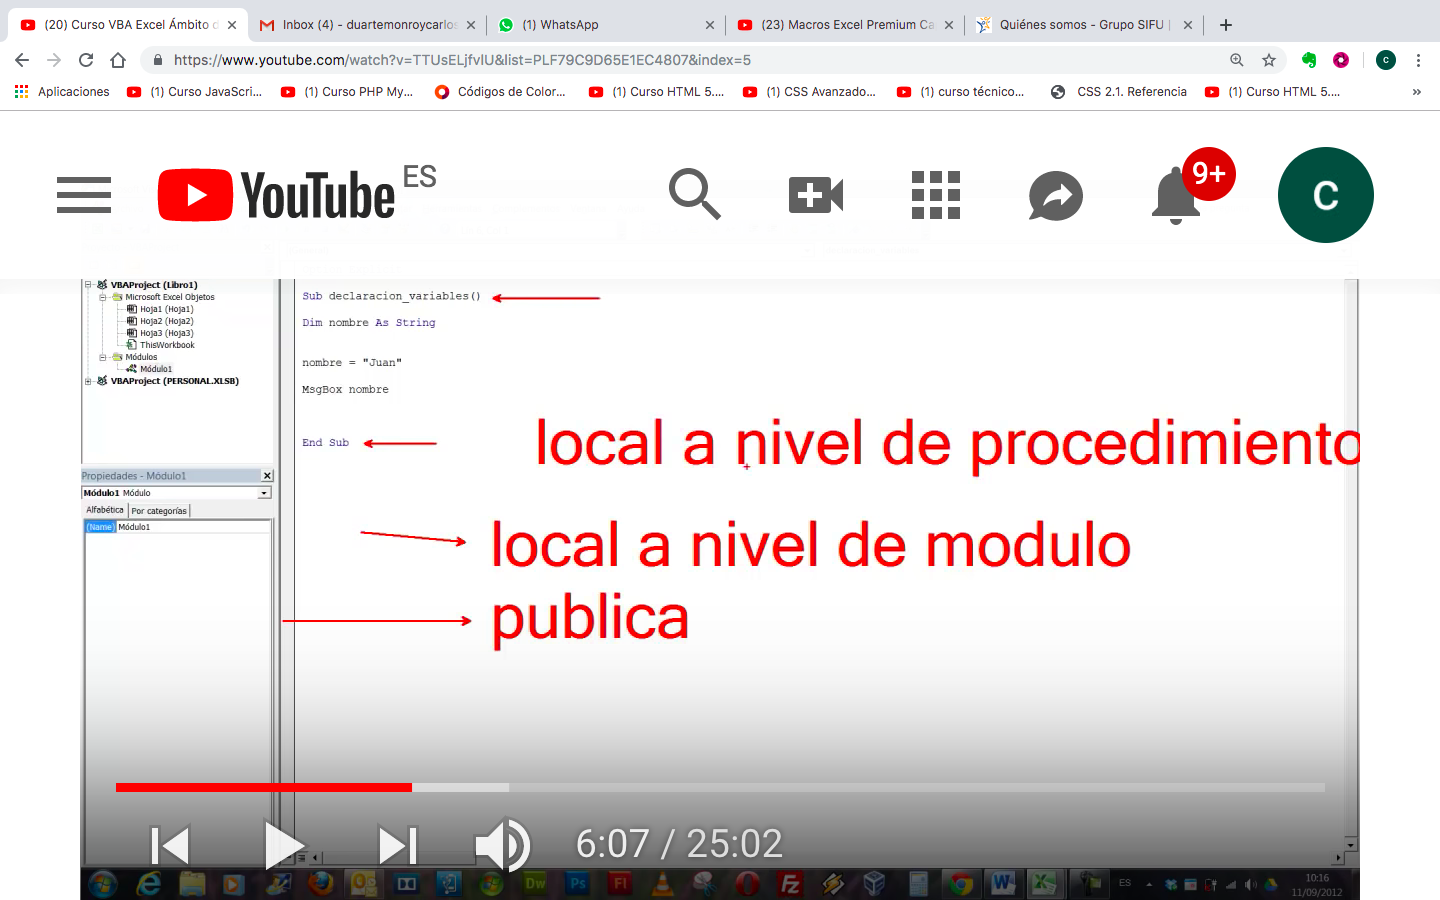 (20) Curso VBA Excel Ámbito d
Inbox (4) - duartemonroycarlos
(1) WhatsApp
(23) Macros Excel Premium Ca
Quiénes somos - Grupo SIFU |
https://www.youtube.com/watch?v=TTUsELjfvIU&list=PLF79C9D65E1EC4807&index=5
C
Aplicaciones
(1) Curso JavaScri...
(1) Curso PHP My...
Códigos de Color...
(1) Curso HTML 5....
(1) CSS Avanzado...
(1) curso técnico...
CSS 2.1. Referencia
(1) Curso HTML 5....
»
YouTube ES
9+
C
VBAProject (Libro1)
Microsoft Excel Objetos
Hoja1 (Hoja1)
Hoja2 (Hoja2)
Hoja3 (Hoja3)
ThisWorkbook
Módulos
Módulo1
VBAProject (PERSONAL.XLSB)
Propiedades - Módulo1
Módulo1 Módulo
Alfabética Por categorías
(Name) Módulo1
Sub declaracion_variables()
Dim nombre As String
nombre = "Juan"
MsgBox nombre
End Sub
local a nivel de procedimiento
local a nivel de modulo
publica
6:07 / 25:02
Dw
Ps
Fl
FZ
W
ES
10:16
11/09/2012